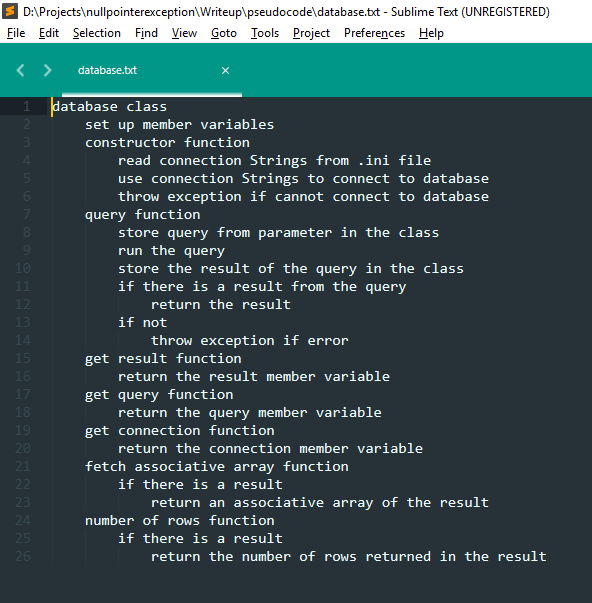 D:\Projects\nullpointerexception\Writeup\pseudocode\database.txt - Sublime Text (UNREGISTERED)
File Edit Selection Find View Goto Tools Project Preferences Help
database.txt
1 database class
2 set up member variables
3 constructor function
4 read connection Strings from .ini file
5 use connection Strings to connect to database
6 throw exception if cannot connect to database
7 query function
8 store query from parameter in the class
9 run the query
10 store the result of the query in the class
11 if there is a result from the query
12 return the result
13 if not
14 throw exception if error
15 get result function
16 return the result member variable
17 get query function
18 return the query member variable
19 get connection function
20 return the connection member variable
21 fetch associative array function
22 if there is a result
23 return an associative array of the result
24 number of rows function
25 if there is a result
26 return the number of rows returned in the result